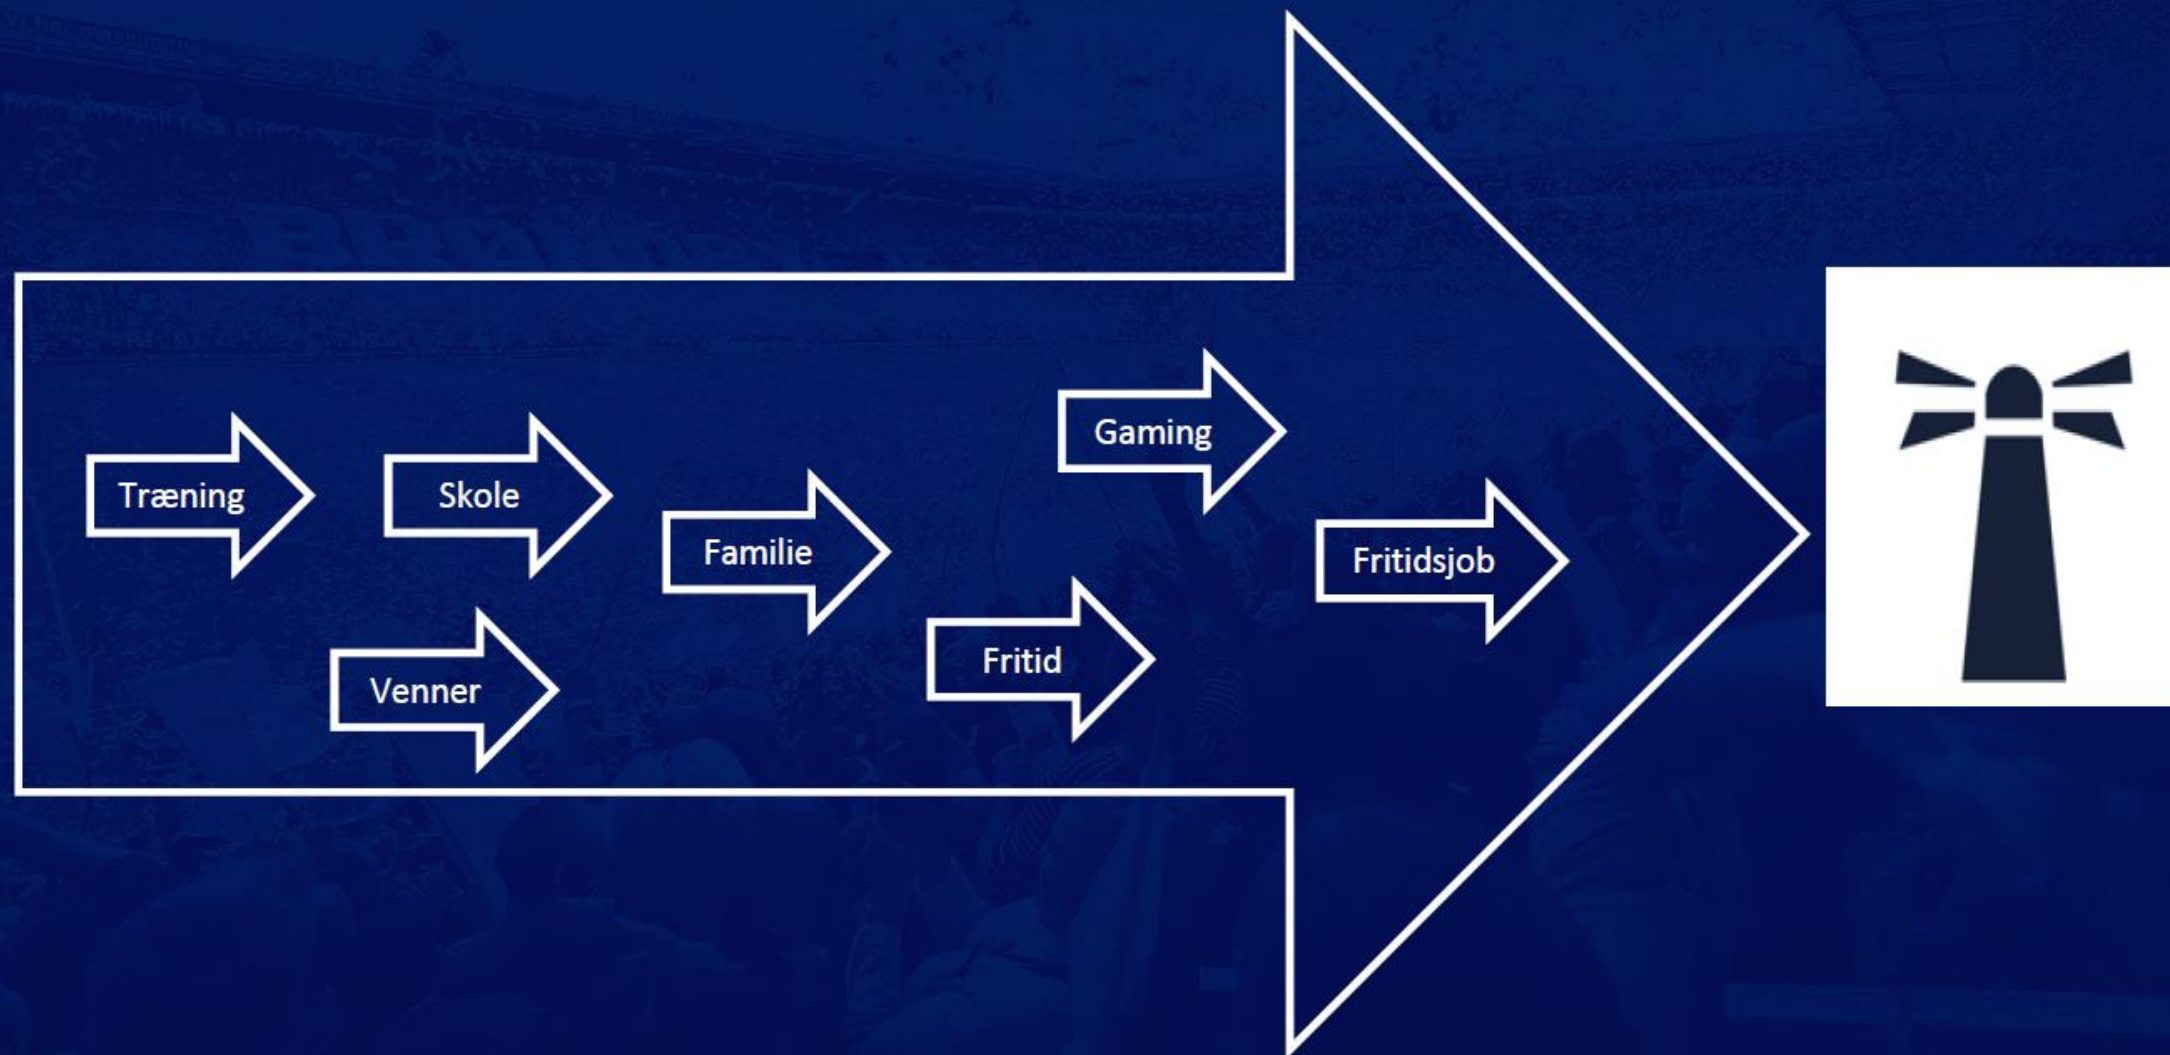 Træning
Skole
Venner
Familie
Fritid
Gaming
Fritidsjob